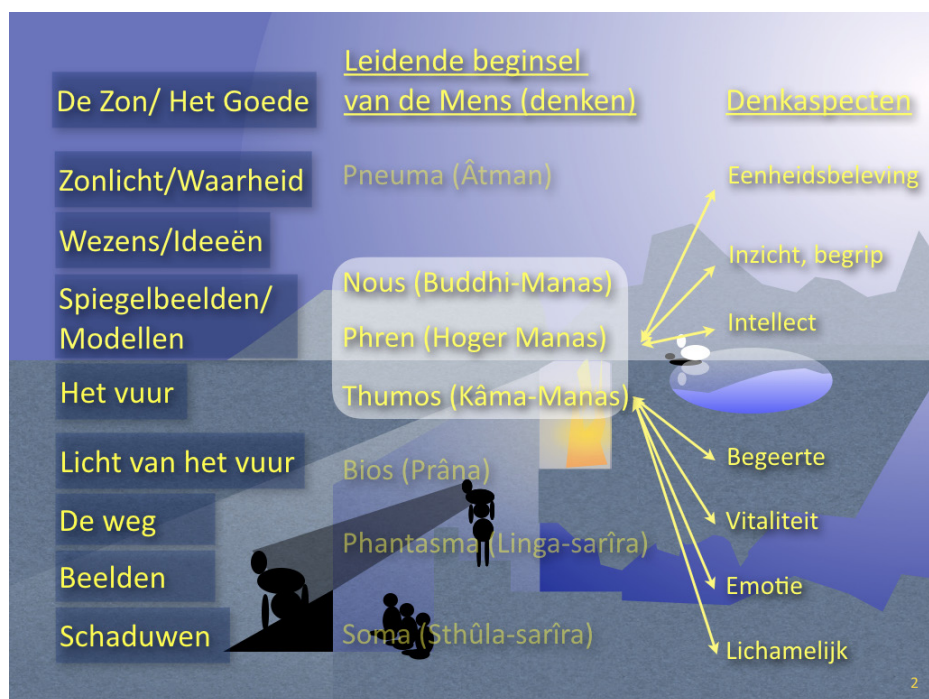 De Zon/ Het Goede
Zonlicht/Waarheid
Wezens/Ideeën
Spiegelbeelden/
Modellen
Het vuur
Licht van het vuur
De weg
Beelden
Schaduwen
Leidende beginsel
van de Mens (denken)
Pneuma (Âtman)
Nous (Buddhi-Manas)
Phren (Hoger Manas)
Thumos (Kâma-Manas)
Bios (Prâna)
Phantasma (Linga-sarîra)
Soma (Sthûla-sarîra)
Denkaspecten
Eenheidsbeleving
Inzicht, begrip
Intellect
Begeerte
Vitaliteit
Emotie
Lichamelijk
2